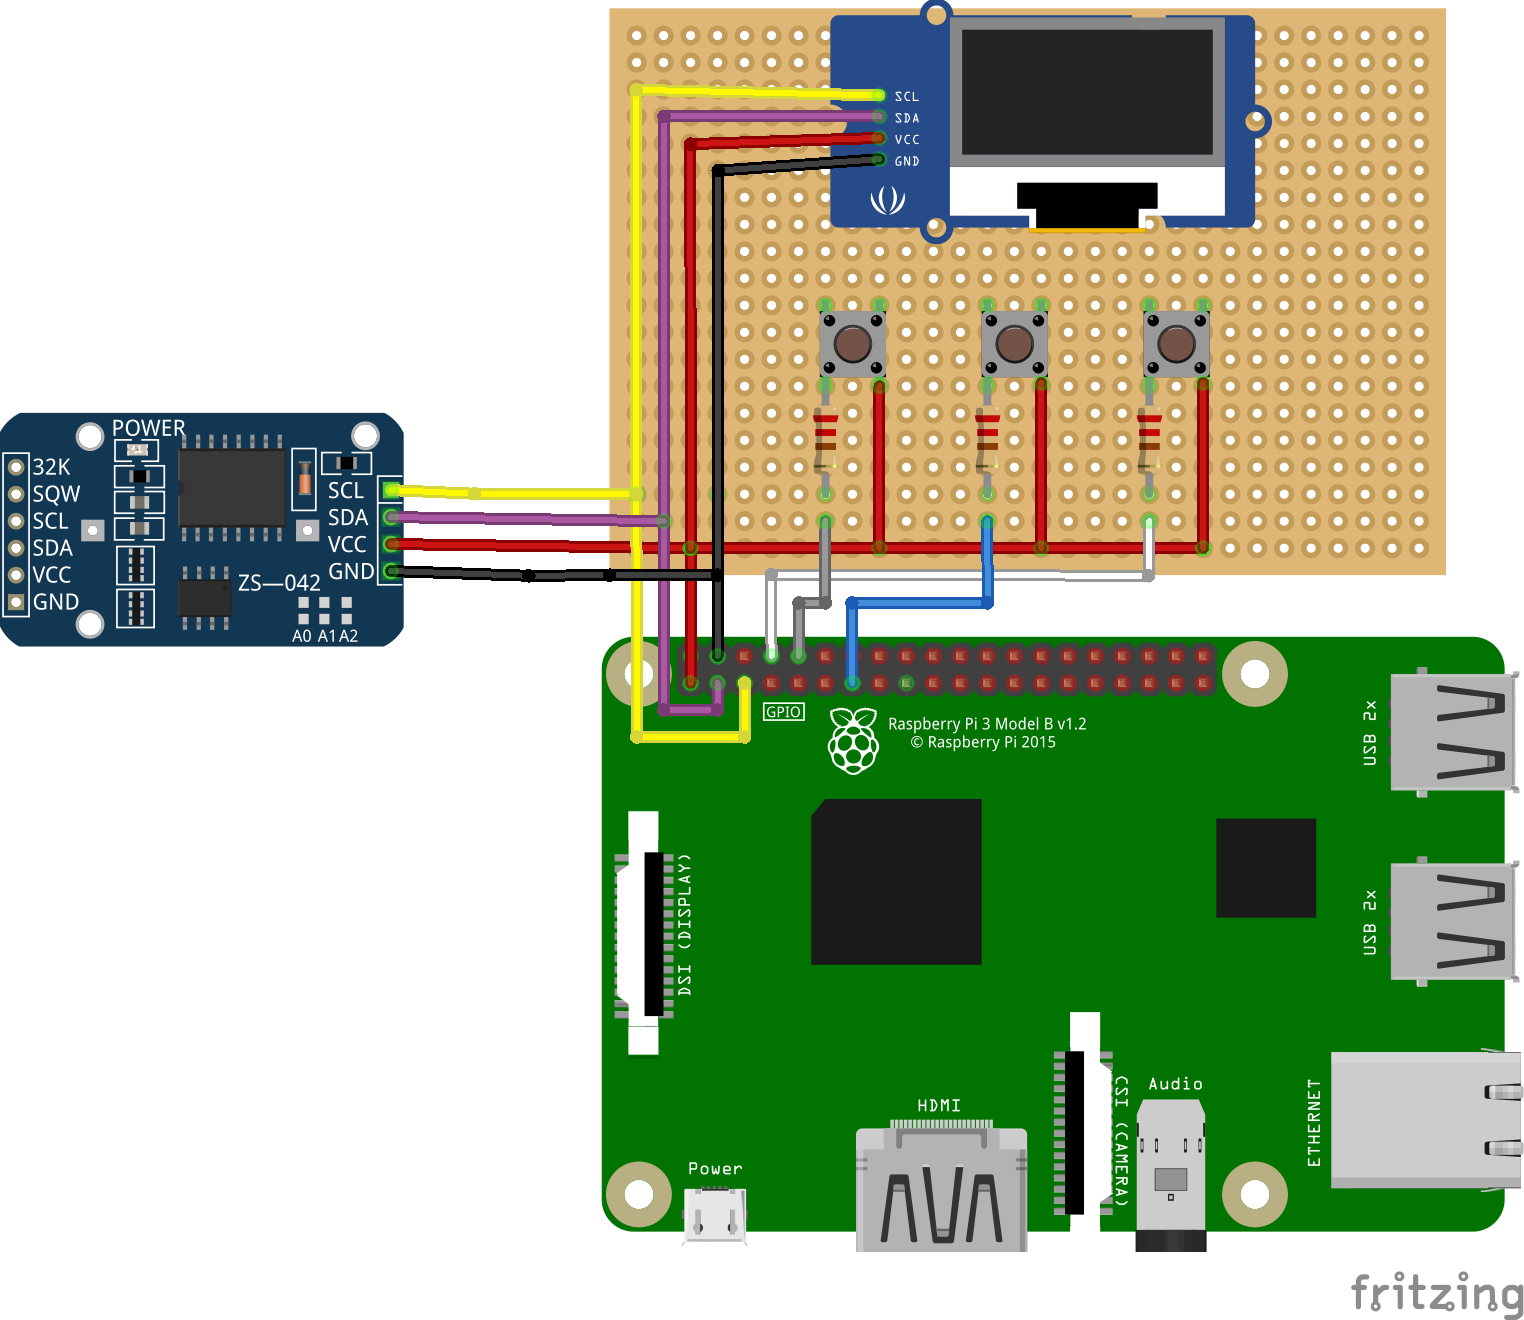 SCL
SDA
VCC
GND
POWER
32K
SQW
SCL
SDA
VCC
GND
SCL
SDA
VCC
GND
ZS—042
A0 A1 A2
GPIO
Raspberry Pi 3 Model B v1.2
© Raspberry Pi 2015
USB 2x
USB 2x
DSI (DISPLAY)
HDMI
CSI (CAMERA)
Audio
ETHERNET
Power
fritzing